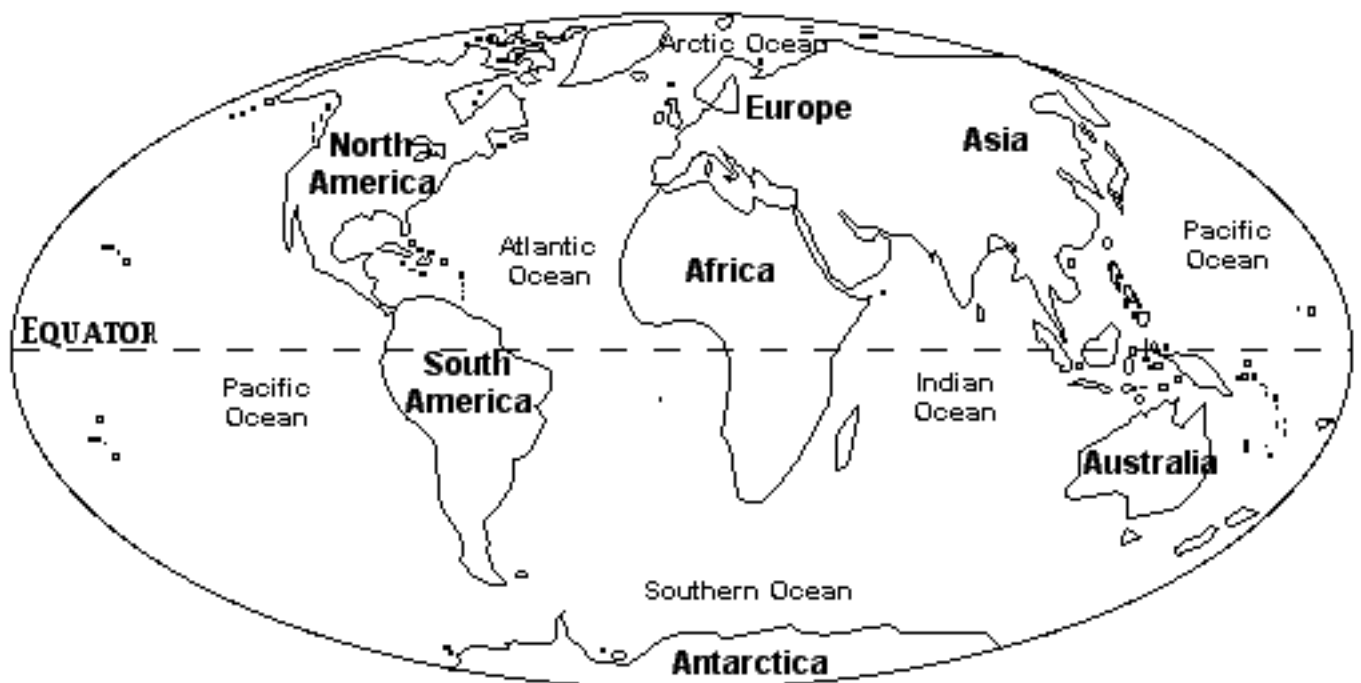 Arctic Ocean
Europe
Asia
North
America
Atlantic
Ocean
Africa
Pacific
Ocean
EQUATOR
Pacific
Ocean
South
America
Indian
Ocean
Australia
Southern Ocean
Antarctica